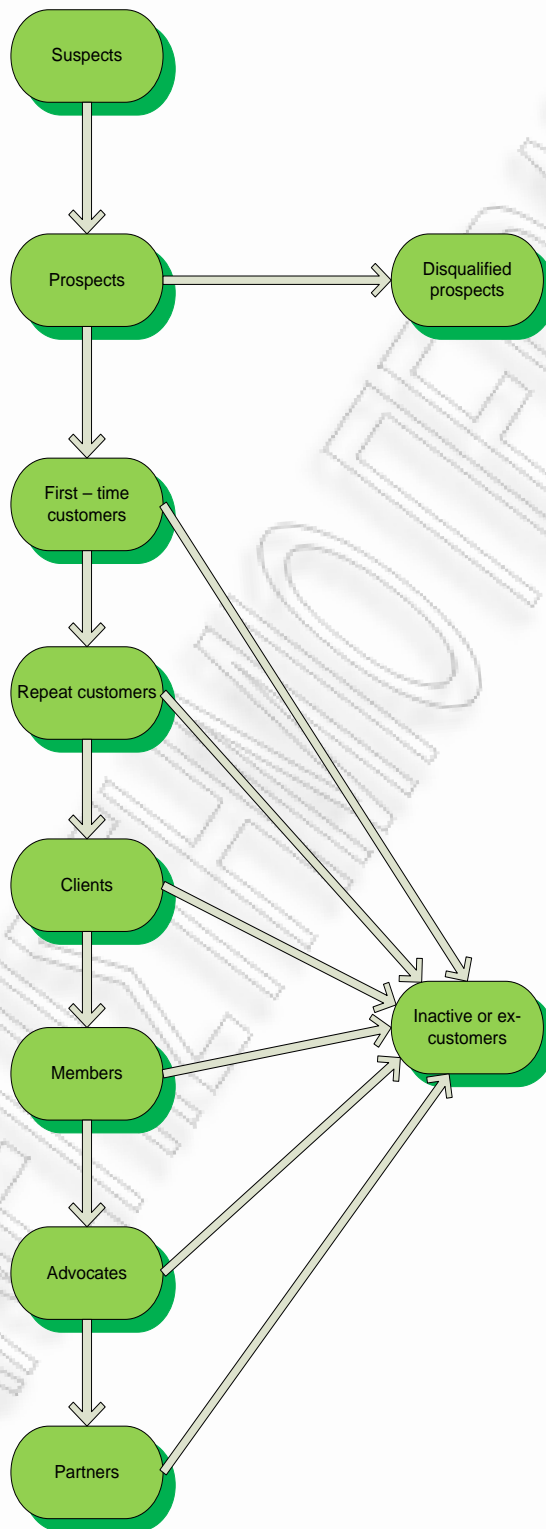 Suspects
Prospects
Disqualified
prospects
First – time
customers
Repeat customers
Clients
Inactive or ex-
customers
Members
Advocates
Partners